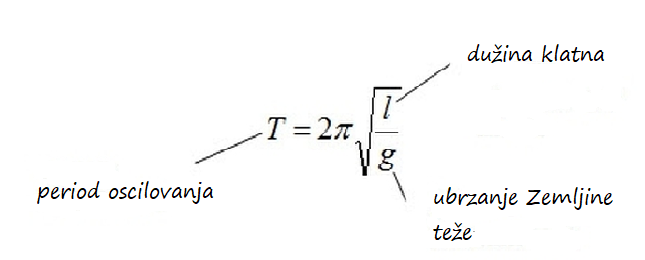 dužina klatna
T = 2π√(l/g)
period oscilovanja
ubrzanje Zemljine
teže